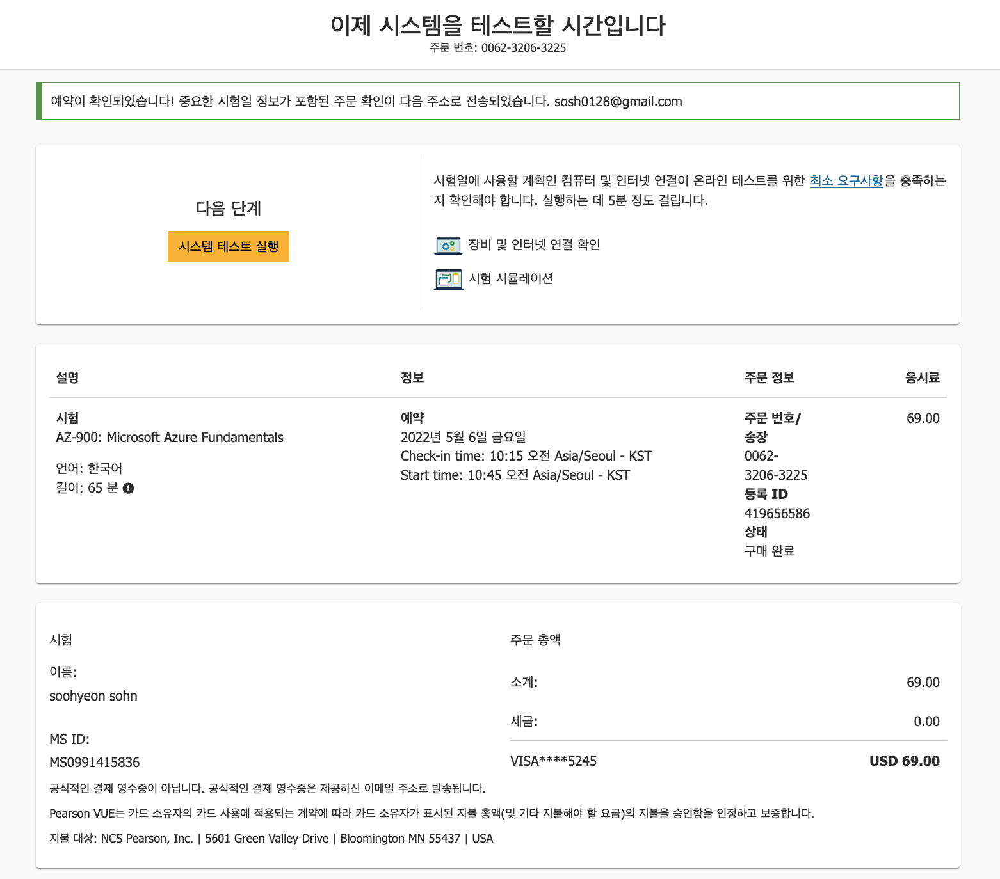 이제 시스템을 테스트할 시간입니다
주문 번호: 0062-3206-3225
예약이 확인되었습니다! 중요한 시험일 정보가 포함된 주문 확인이 다음 주소로 전송되었습니다. sosh0128@gmail.com
다음 단계
시스템 테스트 실행
시험일에 사용할 계획인 컴퓨터 및 인터넷 연결이 온라인 테스트를 위한 최소 요구사항을 충족하는
지 확인해야 합니다. 실행하는 데 5분 정도 걸립니다.
장비 및 인터넷 연결 확인
시험 시뮬레이션
설명
정보
주문 정보
응시료
시험
AZ-900: Microsoft Azure Fundamentals
언어: 한국어
길이: 65 분
예약
2022년 5월 6일 금요일
Check-in time: 10:15 오전 Asia/Seoul - KST
Start time: 10:45 오전 Asia/Seoul - KST
주문 번호/
송장
0062-
3206-3225
등록 ID
419656586
상태
구매 완료
69.00
시험
이름:
soohyeon sohn
MS ID:
MS0991415836
주문 총액
소계: 69.00
세금: 0.00
VISA****5245 USD 69.00
공식적인 결제 영수증이 아닙니다. 공식적인 결제 영수증은 제공하신 이메일 주소로 발송됩니다.
Pearson VUE는 카드 소유자의 카드 사용에 적용되는 계약에 따라 카드 소유자가 표시된 지불 총액(및 기타 지불해야 할 요금)의 지불을 승인함을 인정하고 보증합니다.
지불 대상: NCS Pearson, Inc. | 5601 Green Valley Drive | Bloomington MN 55437 | USA